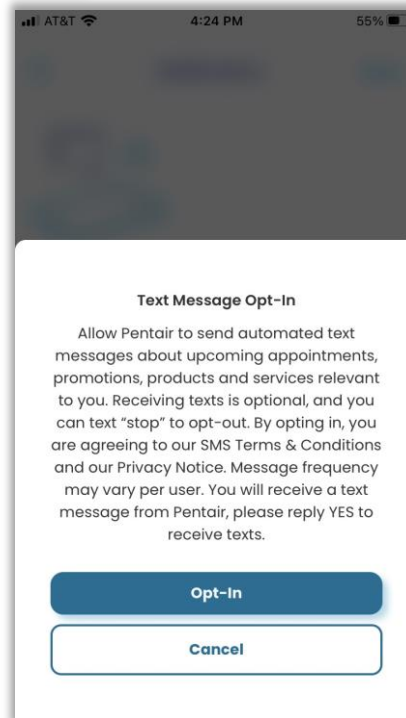 AT&T 4:24 PM 55%
Text Message Opt-In
Allow Pentair to send automated text
messages about upcoming appointments,
promotions, products and services relevant
to you. Receiving texts is optional, and you
can text “stop” to opt-out. By opting in, you
are agreeing to our SMS Terms & Conditions
and our Privacy Notice. Message frequency
may vary per user. You will receive a text
message from Pentair, please reply YES to
receive texts.
Opt-In
Cancel